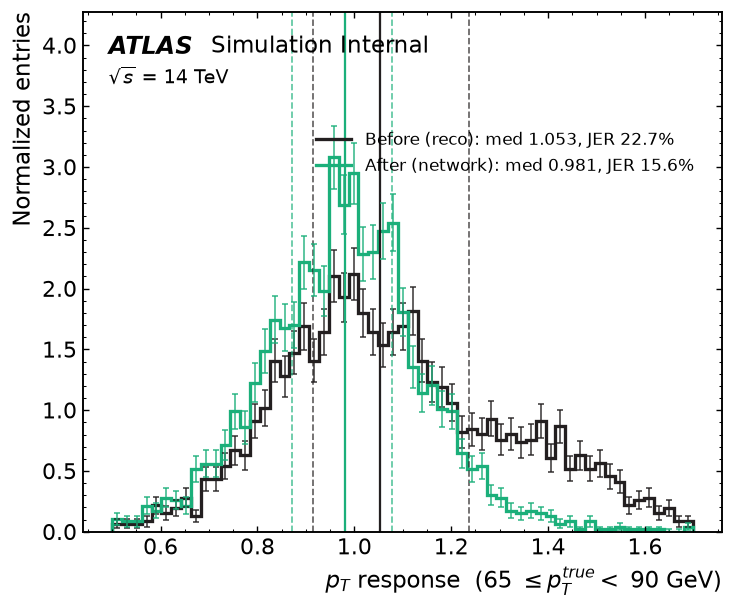 ATLAS Simulation Internal
√s = 14 TeV
Before (reco): med 1.053, JER 22.7%
After (network): med 0.981, JER 15.6%
Normalized entries
4.0
3.5
3.0
2.5
2.0
1.5
1.0
0.5
0.0
0.6 0.8 1.0 1.2 1.4 1.6
p_T response (65 ≤ p_T^true < 90 GeV)